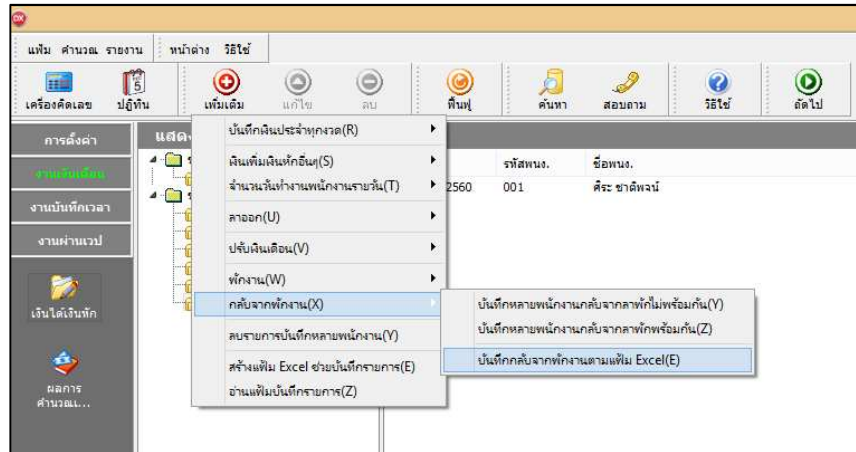 DX
แฟ้ม คำนวณ รายงาน หน้าต่าง วิธีใช้
เครื่องคิดเลข ปฏิทิน เพิ่มเติม แก้ไข ลบ ฟื้นฟู ค้นหา สอบถาม วิธีใช้ ถัดไป
การตั้งค่า
งานเงินเดือน
งานบันทึกเวลา
งานผ่านเวป
เงินได้เงินหัก
ผลการ
คำนวณ...
บันทึกเงินประจำทุกงวด(R)
เงินเพิ่มเงินหักอื่นๆ(S)
จำนวนวันทำงานพนักงานรายวัน(T)
ลาออก(U)
ปรับเงินเดือน(V)
พักงาน(W)
กลับจากพักงาน(X)
ลบรายการบันทึกหลายพนักงาน(Y)
สร้างแฟ้ม Excel ช่วยบันทึกรายการ(E)
อ่านแฟ้มบันทึกรายการ(Z)
รหัสพนง. ชื่อพนง.
2560 001 ศิระ ชาติพจน์
บันทึกหลายพนักงานกลับจากลาพักไม่พร้อมกัน(Y)
บันทึกหลายพนักงานกลับจากลาพักพร้อมกัน(Z)
บันทึกกลับจากพักงานตามแฟ้ม Excel(E)